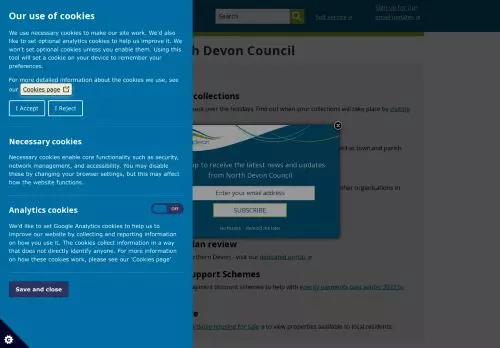 Our use of cookies
We use necessary cookies to make our site work. We'd also
like to set optional analytics cookies to help us improve it. We
won't set optional cookies unless you enable them. Using this
tool will set a cookie on your device to remember your
preferences.
For more detailed information about the cookies we use, see
our Cookies page
I Accept
I Reject
Necessary cookies
Necessary cookies enable core functionality such as security,
network management, and accessibility. You may disable
these by changing your browser settings, but this may affect
how the website functions.
Analytics cookies
Off
We'd like to set Google Analytics cookies to help us to
improve our website by collecting and reporting information
on how you use it. The cookies collect information in a way
that does not directly identify anyone. For more information
on how these cookies work, please see our 'Cookies page'.
Save and close
Search
Self service
Sign up for our
email updates
h Devon Council
collections
over the holidays. Find out when your collections will take place by visiting
as town and parish
devon
up to receive the latest news and updates
from North Devon Council
Enter your email address
SUBSCRIBE
No thanks
Remind me later
other organisations in
an review
thern Devon - visit our dedicated portal
upport Schemes
discount schemes to help with energy payments this winter 2022 to
to view properties available to local residents.